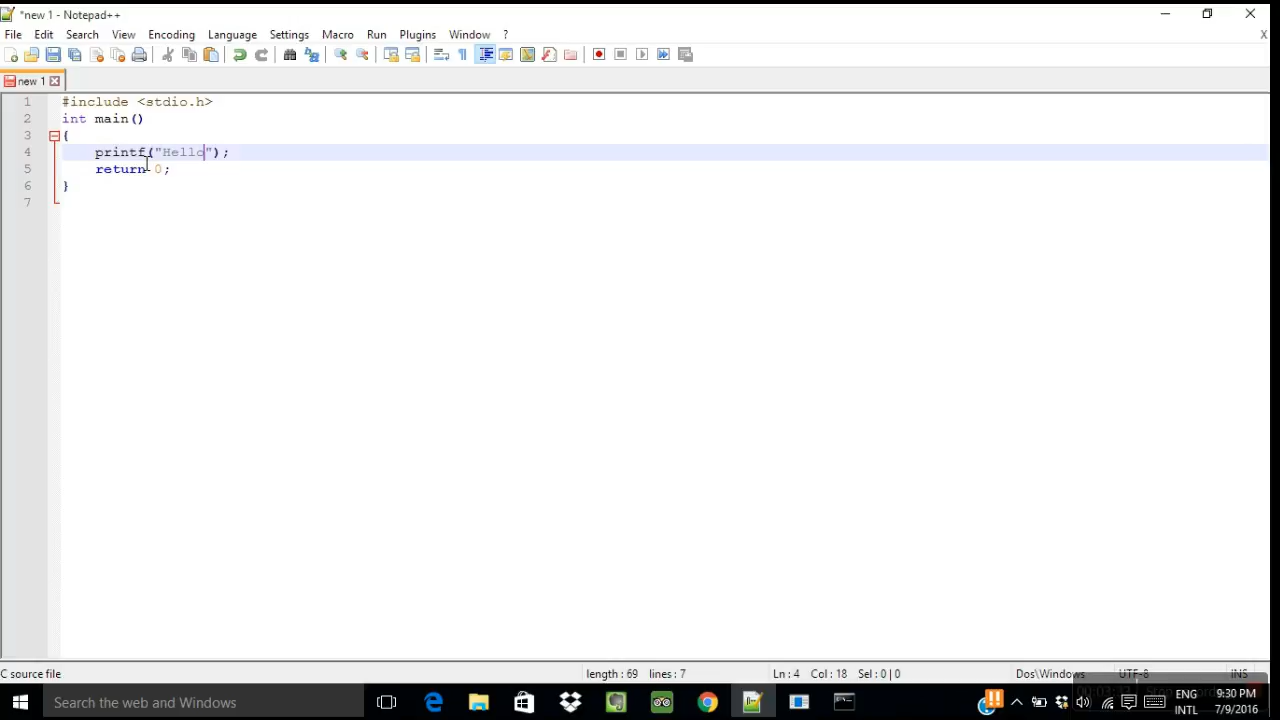 *new 1 - Notepad++
File Edit Search View Encoding Language Settings Macro Run Plugins Window ? X
new 1
1 #include <stdio.h>
2 int main()
3 {
4 printf("Hello");
5 return 0;
6 }
7
C source file length : 69 lines : 7 Ln : 4 Col : 18 Sel : 0 | 0 Dos\Windows UTF-8 INS
Search the web and Windows
ENG 9:30 PM
INTL 7/9/2016